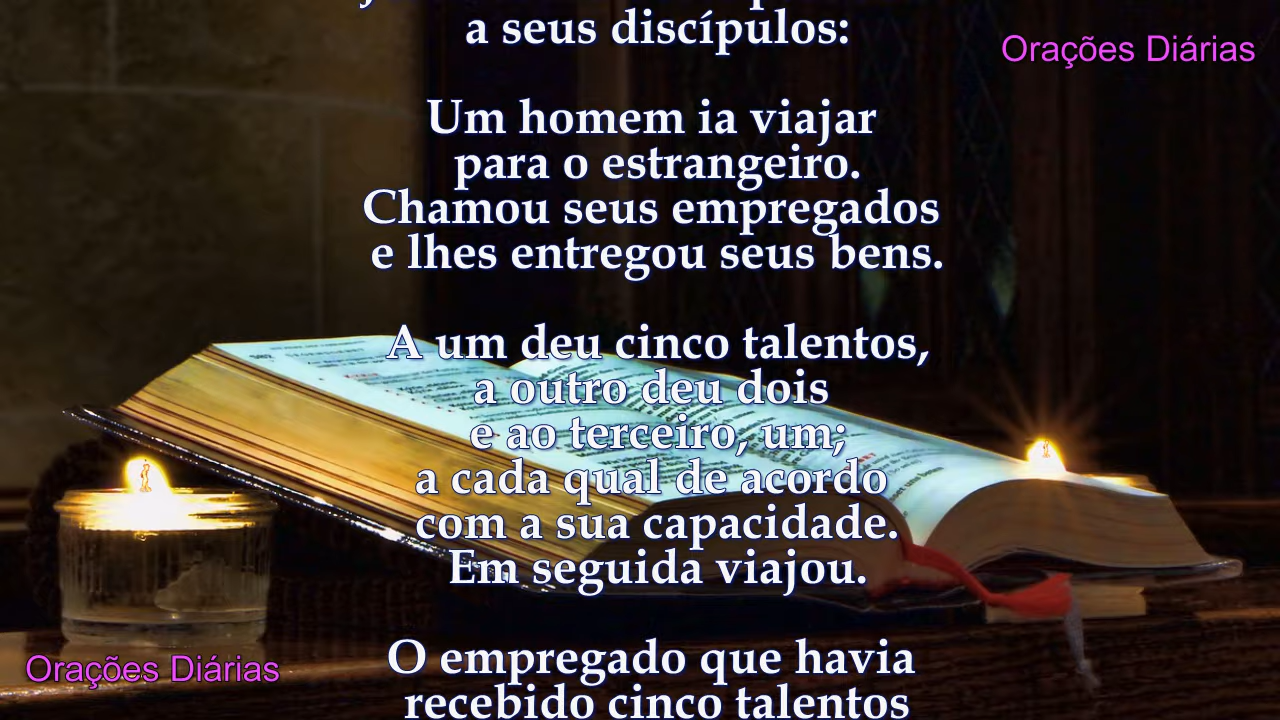 a seus discípulos:
Orações Diárias
Um homem ia viajar
para o estrangeiro.
Chamou seus empregados
e lhes entregou seus bens.
A um deu cinco talentos,
a outro deu dois
e ao terceiro, um;
a cada qual de acordo
com a sua capacidade.
Em seguida viajou.
O empregado que havia
Orações Diárias
recebido cinco talentos